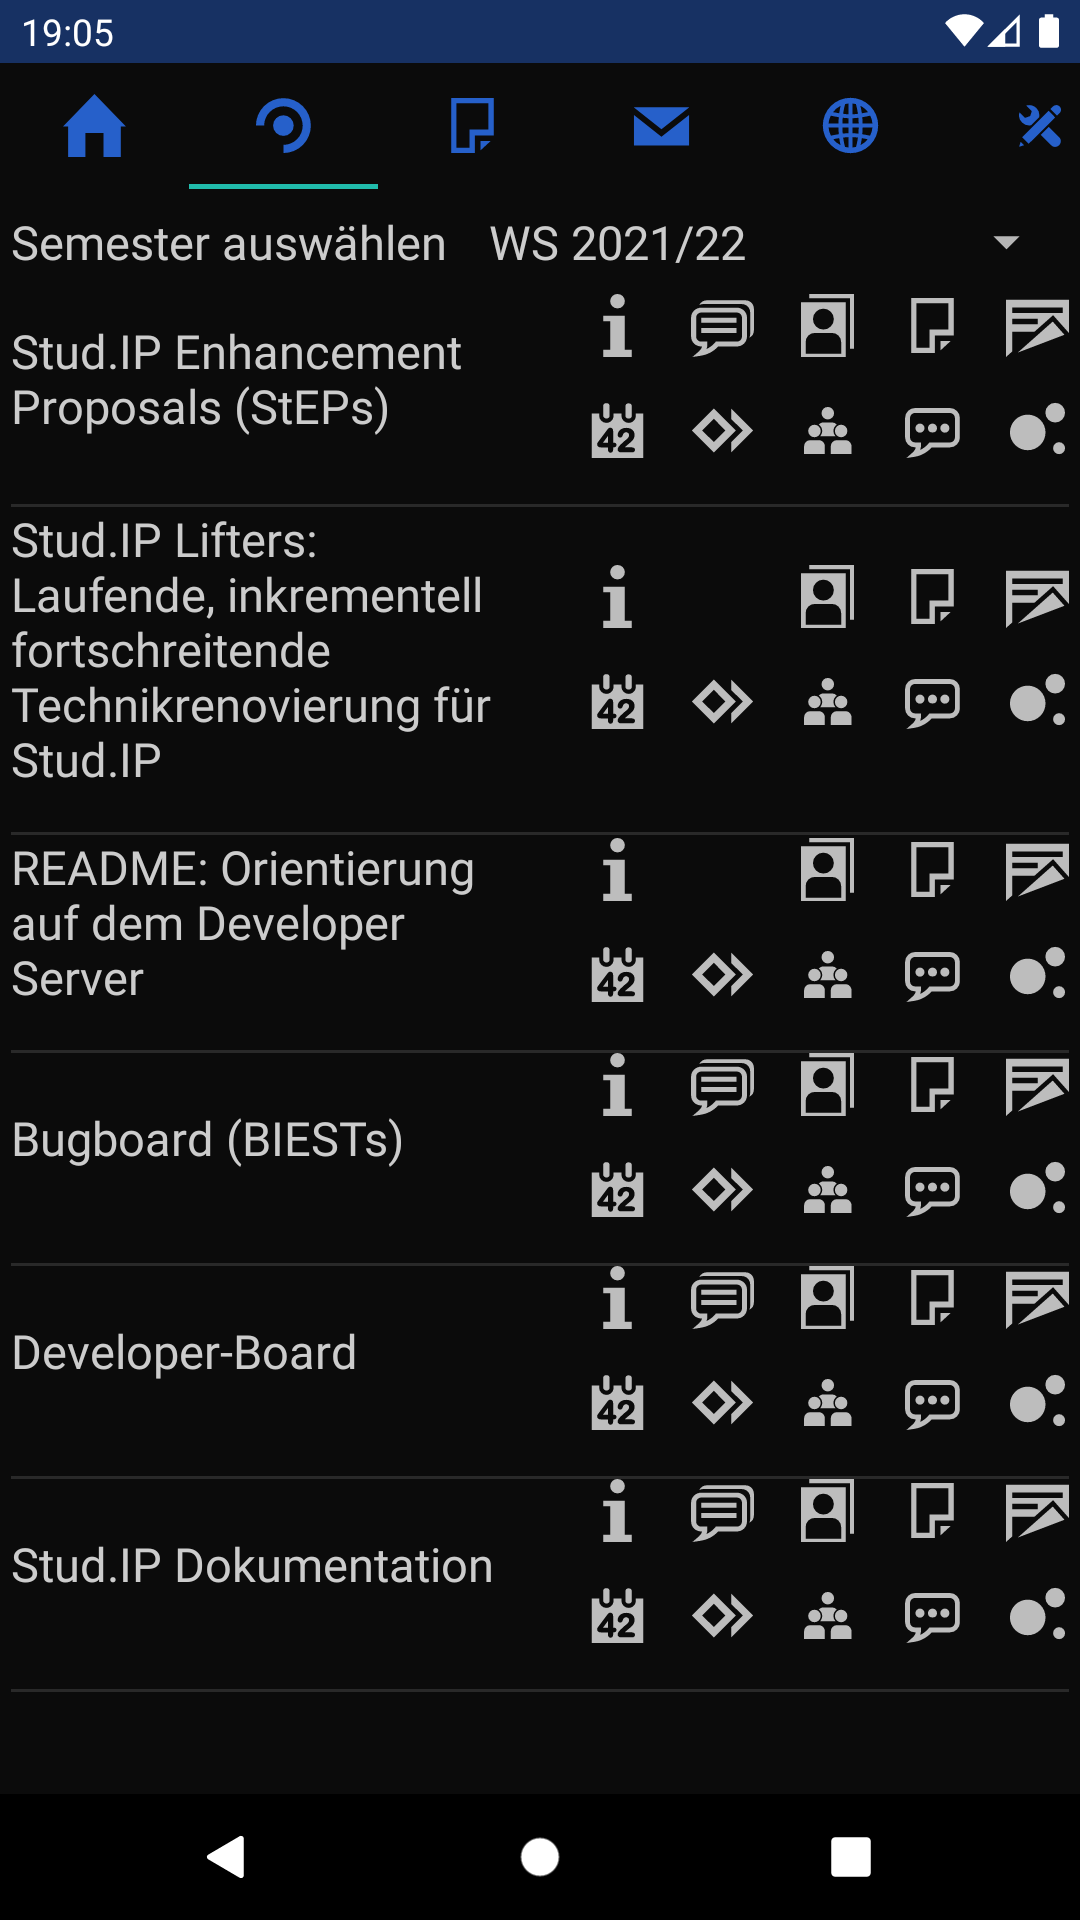 19:05
Semester auswählen WS 2021/22
Stud.IP Enhancement
Proposals (StEPs)
42
Stud.IP Lifters:
Laufende, inkrementell
fortschreitende
Technikrenovierung für
Stud.IP
42
README: Orientierung
auf dem Developer
Server
42
Bugboard (BIESTs)
42
Developer-Board
42
Stud.IP Dokumentation
42